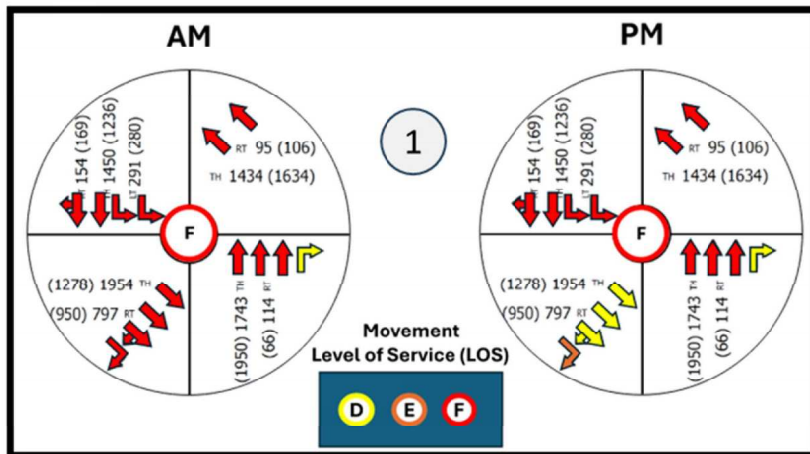 AM
PM
1
RT 154 (169)
TH 1450 (1236)
LT 291 (280)
RT 95 (106)
TH 1434 (1634)
F
(1278) 1954 TH
(950) 797 RT
(1950) 1743 TH
(66) 114 RT
RT 154 (169)
TH 1450 (1236)
LT 291 (280)
RT 95 (106)
TH 1434 (1634)
F
(1278) 1954 TH
(950) 797 RT
(1950) 1743 TH
(66) 114 RT
Movement
Level of Service (LOS)
D E F